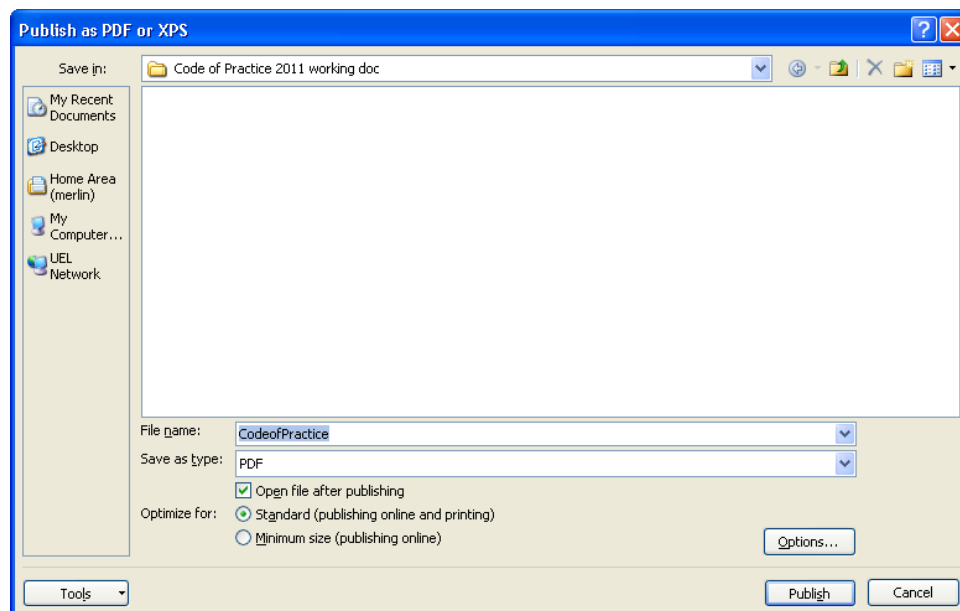 Publish as PDF or XPS
Save in:
Code of Practice 2011 working doc
My Recent
Documents
Desktop
Home Area
(merlin)
My
Computer...
UEL
Network
File name:
CodeofPractice
Save as type:
PDF
Open file after publishing
Optimize for:
Standard (publishing online and printing)
Minimum size (publishing online)
Options...
Tools
Publish
Cancel